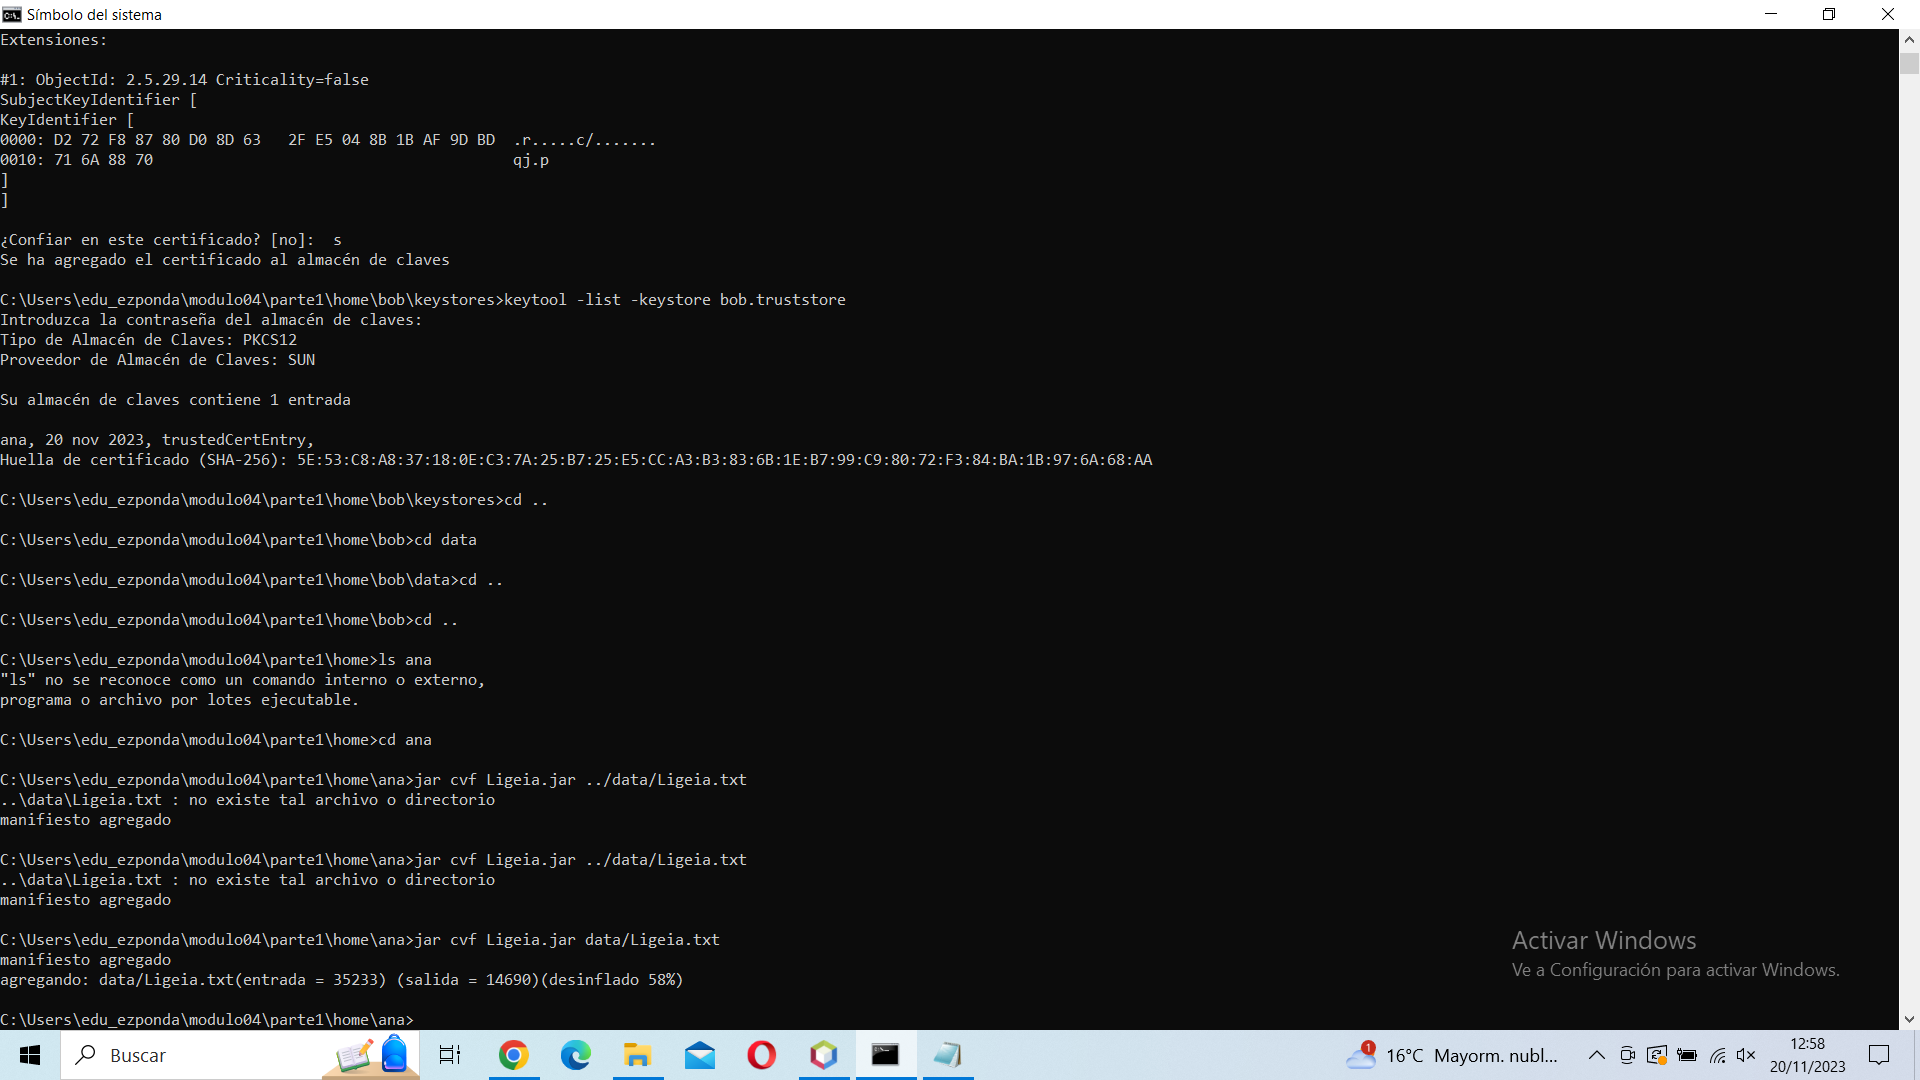 Símbolo del sistema
Extensiones:
#1: ObjectId: 2.5.29.14 Criticality=false
SubjectKeyIdentifier [
KeyIdentifier [
0000: D2 72 F8 87 80 D0 8D 63   2F E5 04 8B 1B AF 9D BD  .r.....c/.......
0010: 71 6A 88 70                                        qj.p
]
]
¿Confiar en este certificado? [no]:  s
Se ha agregado el certificado al almacén de claves
C:\Users\edu_ezponda\modulo04\parte1\home\bob\keystores>keytool -list -keystore bob.truststore
Introduzca la contraseña del almacén de claves:
Tipo de Almacén de Claves: PKCS12
Proveedor de Almacén de Claves: SUN
Su almacén de claves contiene 1 entrada
ana, 20 nov 2023, trustedCertEntry,
Huella de certificado (SHA-256): 5E:53:C8:A8:37:18:0E:C3:7A:25:B7:25:E5:CC:A3:B3:83:6B:1E:B7:99:C9:80:72:F3:84:BA:1B:97:6A:68:AA
C:\Users\edu_ezponda\modulo04\parte1\home\bob\keystores>cd ..
C:\Users\edu_ezponda\modulo04\parte1\home\bob>cd data
C:\Users\edu_ezponda\modulo04\parte1\home\bob\data>cd ..
C:\Users\edu_ezponda\modulo04\parte1\home\bob>cd ..
C:\Users\edu_ezponda\modulo04\parte1\home>ls ana
"ls" no se reconoce como un comando interno o externo,
programa o archivo por lotes ejecutable.
C:\Users\edu_ezponda\modulo04\parte1\home>cd ana
C:\Users\edu_ezponda\modulo04\parte1\home\ana>jar cvf Ligeia.jar ../data/Ligeia.txt
..\data\Ligeia.txt : no existe tal archivo o directorio
manifiesto agregado
C:\Users\edu_ezponda\modulo04\parte1\home\ana>jar cvf Ligeia.jar ../data/Ligeia.txt
..\data\Ligeia.txt : no existe tal archivo o directorio
manifiesto agregado
C:\Users\edu_ezponda\modulo04\parte1\home\ana>jar cvf Ligeia.jar data/Ligeia.txt
manifiesto agregado
agregando: data/Ligeia.txt(entrada = 35233) (salida = 14690)(desinflado 58%)
C:\Users\edu_ezponda\modulo04\parte1\home\ana>
Activar Windows
Ve a Configuración para activar Windows.
Buscar
1
16°C Mayorm. nubl...
12:58
20/11/2023